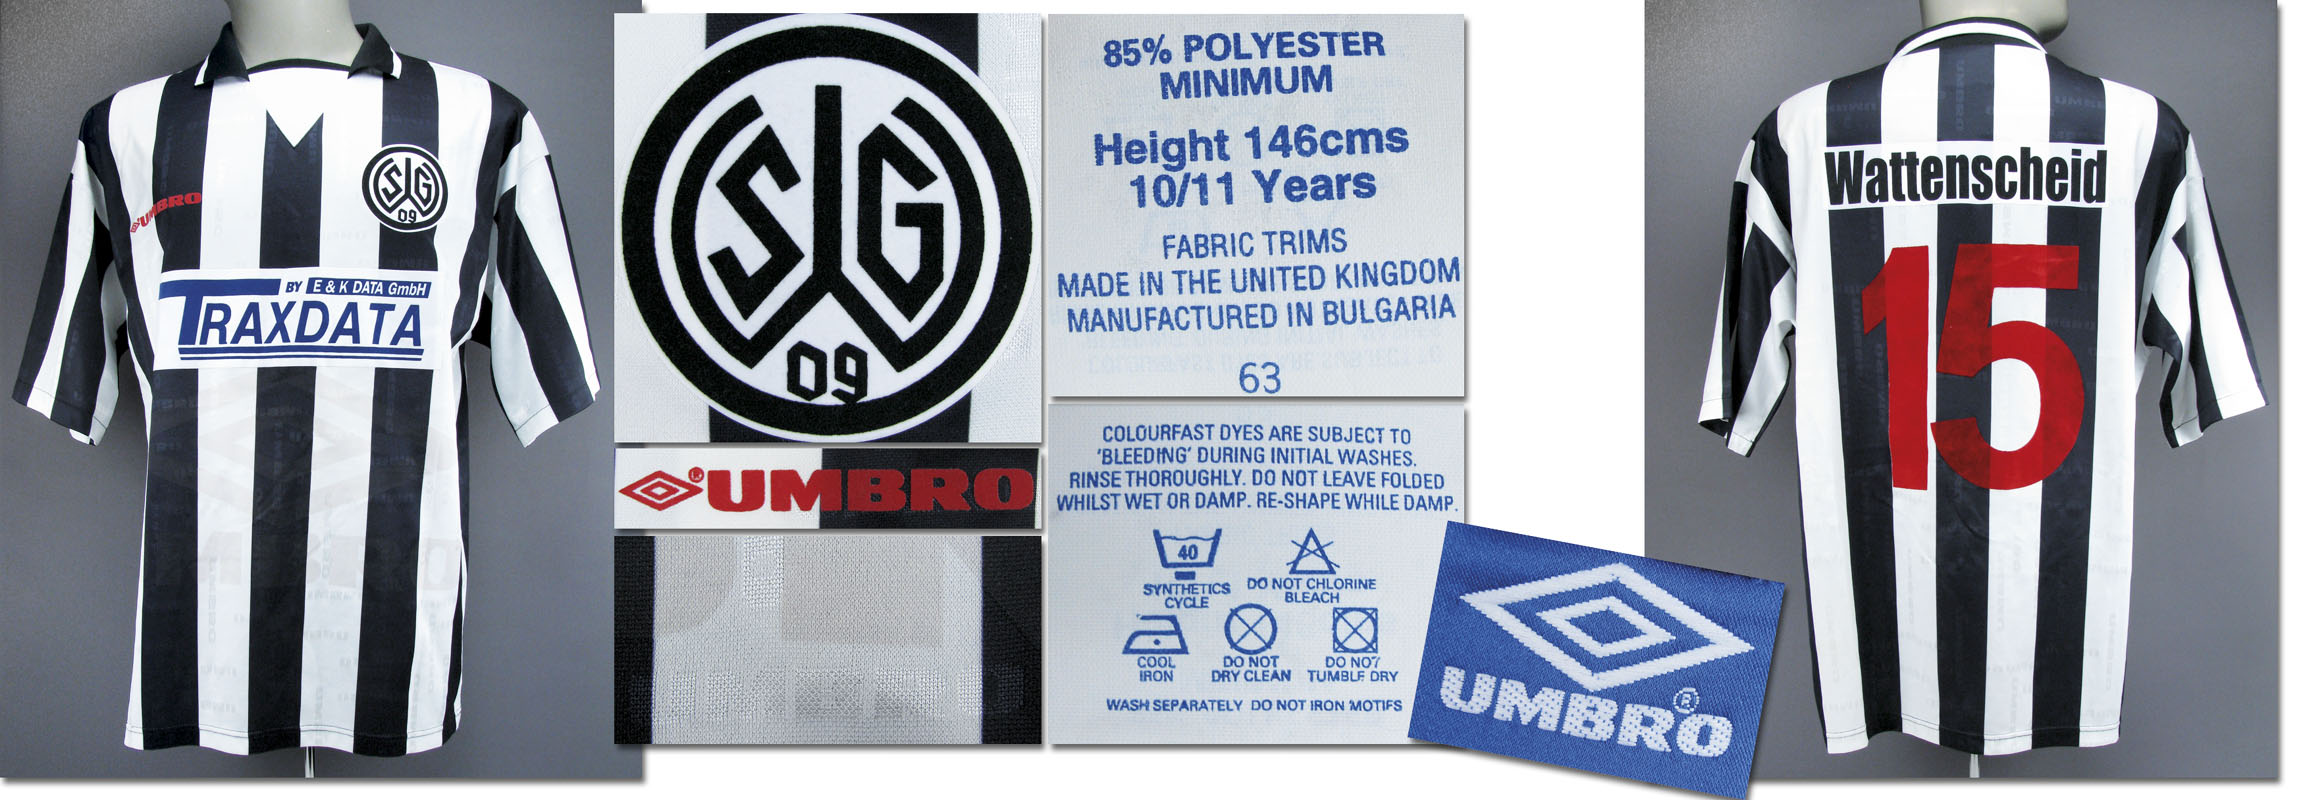 UMBRO
SWG
09
BY E & K DATA GmbH
TRAXDATA
SWG
09
UMBRO
85% POLYESTER
MINIMUM
Height 146cms
10/11 Years
FABRIC TRIMS
MADE IN THE UNITED KINGDOM
MANUFACTURED IN BULGARIA
63
COLOURFAST DYES ARE SUBJECT TO
'BLEEDING' DURING INITIAL WASHES.
RINSE THOROUGHLY. DO NOT LEAVE FOLDED
WHILST WET OR DAMP. RE-SHAPE WHILE DAMP.
40
SYNTHETICS
CYCLE
DO NOT CHLORINE
BLEACH
COOL
IRON
DO NOT
DRY CLEAN
DO NOT
TUMBLE DRY
WASH SEPARATELY DO NOT IRON MOTIFS
UMBRO®
Wattenscheid
15